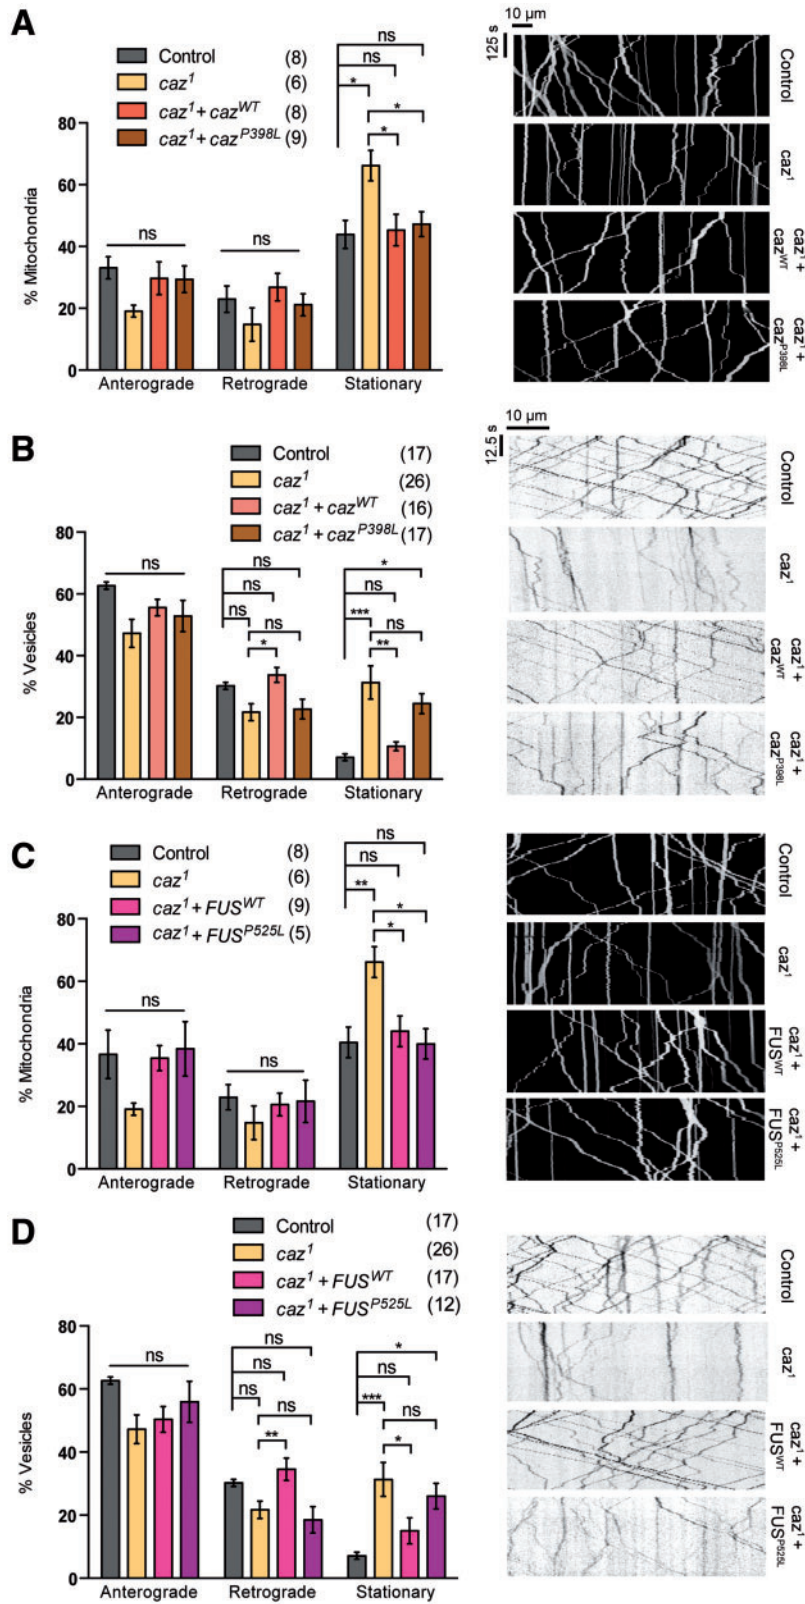 A
Control (8)
caz¹ (6)
caz¹ + cazᵂᵀ (8)
caz¹ + cazᴾ³⁹⁸ᴸ (9)
ns
ns
*
*
*
ns
ns
% Mitochondria
80
60
40
20
0
Anterograde Retrograde Stationary
10 µm
125 s
Control
caz¹
caz¹ +
cazᵂᵀ
caz¹ +
cazᴾ³⁹⁸ᴸ
B
Control (17)
caz¹ (26)
caz¹ + cazᵂᵀ (16)
caz¹ + cazᴾ³⁹⁸ᴸ (17)
ns
ns
ns
ns
ns
*
*
ns
***
ns
**
% Vesicles
80
60
40
20
0
Anterograde Retrograde Stationary
10 µm
12.5 s
Control
caz¹
caz¹ +
cazᵂᵀ
caz¹ +
cazᴾ³⁹⁸ᴸ
C
Control (8)
caz¹ (6)
caz¹ + FUSᵂᵀ (9)
caz¹ + FUSᴾ⁵²⁵ᴸ (5)
ns
ns
**
*
*
ns
ns
% Mitochondria
80
60
40
20
0
Anterograde Retrograde Stationary
Control
caz¹
caz¹ +
FUSᵂᵀ
caz¹ +
FUSᴾ⁵²⁵ᴸ
D
Control (17)
caz¹ (26)
caz¹ + FUSᵂᵀ (17)
caz¹ + FUSᴾ⁵²⁵ᴸ (12)
ns
ns
ns
ns
ns
**
*
ns
***
ns
*
% Vesicles
80
60
40
20
0
Anterograde Retrograde Stationary
Control
caz¹
caz¹ +
FUSᵂᵀ
caz¹ +
FUSᴾ⁵²⁵ᴸ